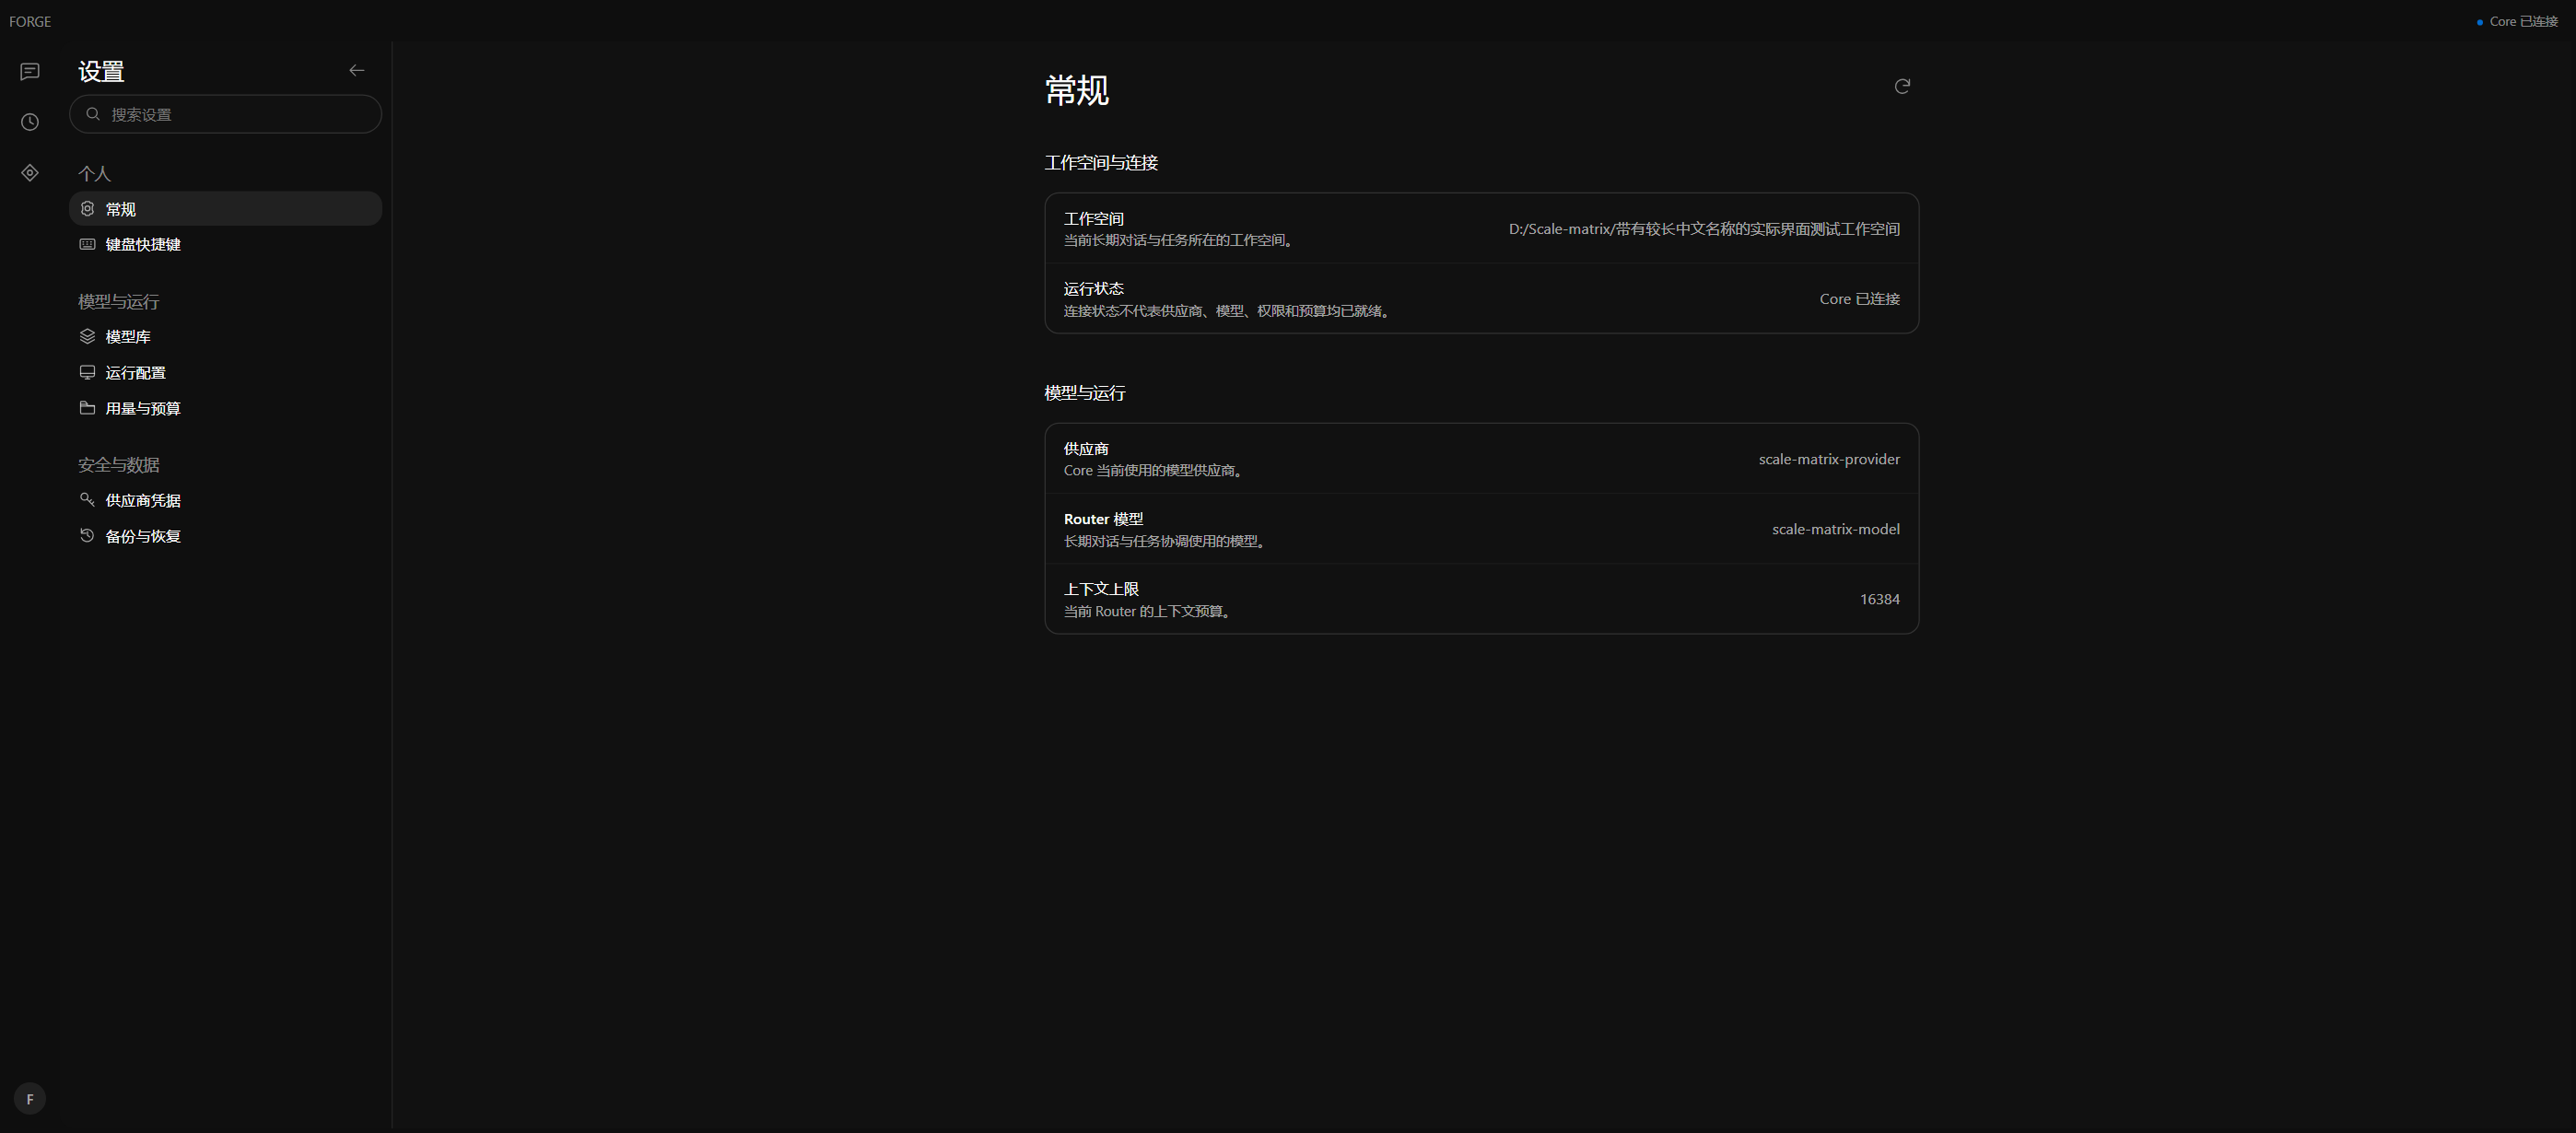 FORGE
Core 已连接
设置
搜索设置
个人
常规
键盘快捷键
模型与运行
模型库
运行配置
用量与预算
安全与数据
供应商凭据
备份与恢复
F
常规
工作空间与连接
工作空间
当前长期对话与任务所在的工作空间。
D:/Scale-matrix/带有较长中文名称的实际界面测试工作空间
运行状态
连接状态不代表供应商、模型、权限和预算均已就绪。
Core 已连接
模型与运行
供应商
Core 当前使用的模型供应商。
scale-matrix-provider
Router 模型
长期对话与任务协调使用的模型。
scale-matrix-model
上下文上限
当前 Router 的上下文预算。
16384